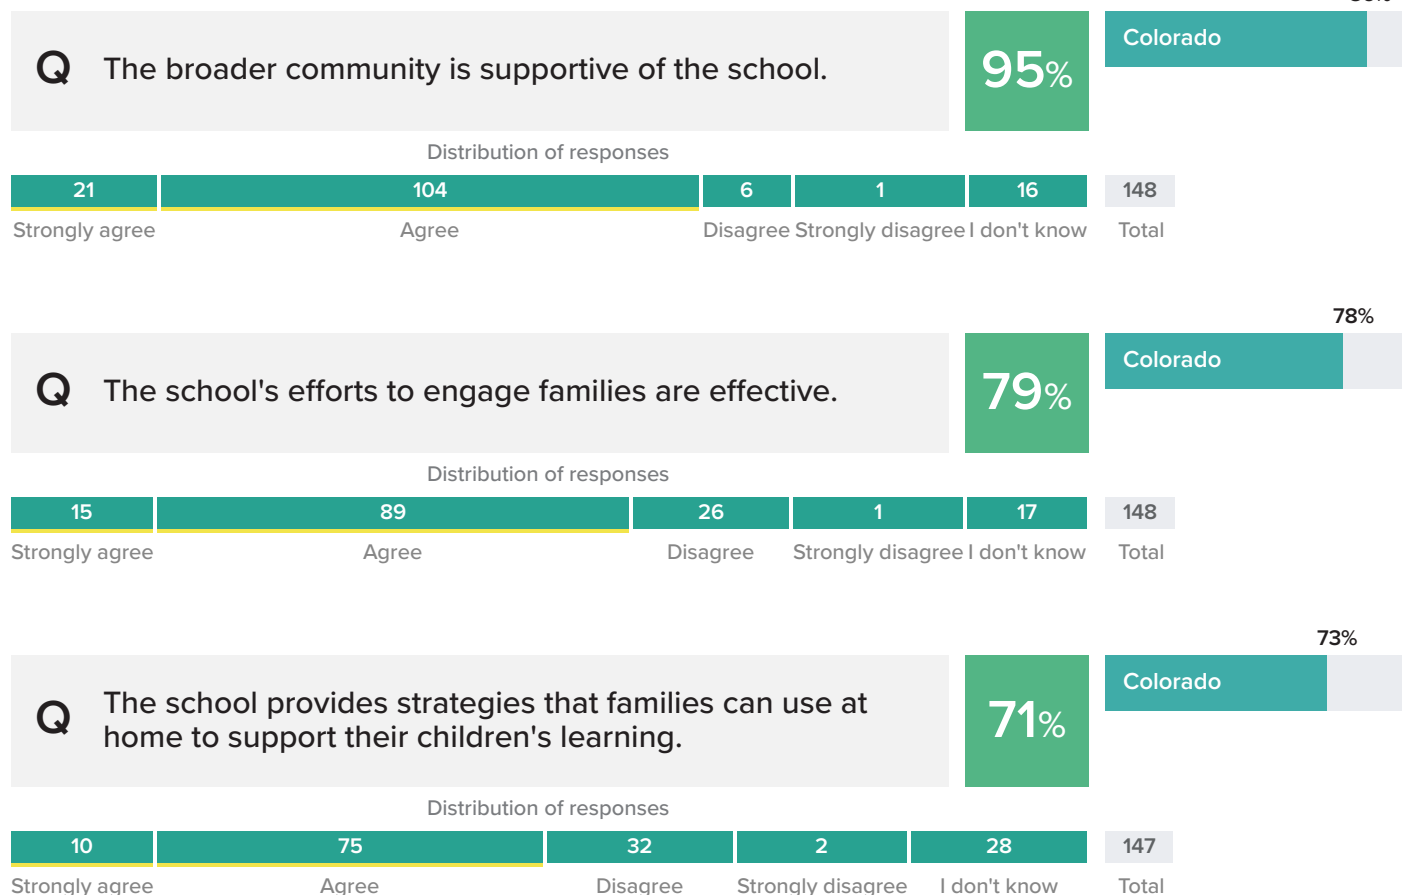 Q The broader community is supportive of the school. 95% Colorado
Distribution of responses
21 104 6 1 16 148
Strongly agree Agree Disagree Strongly disagree I don't know Total
78%
Q The school's efforts to engage families are effective. 79% Colorado
Distribution of responses
15 89 26 1 17 148
Strongly agree Agree Disagree Strongly disagree I don't know Total
73%
Colorado
Q The school provides strategies that families can use at
home to support their children's learning. 71%
Distribution of responses
10 75 32 2 28 147
Strongly agree Agree Disagree Strongly disagree I don't know Total